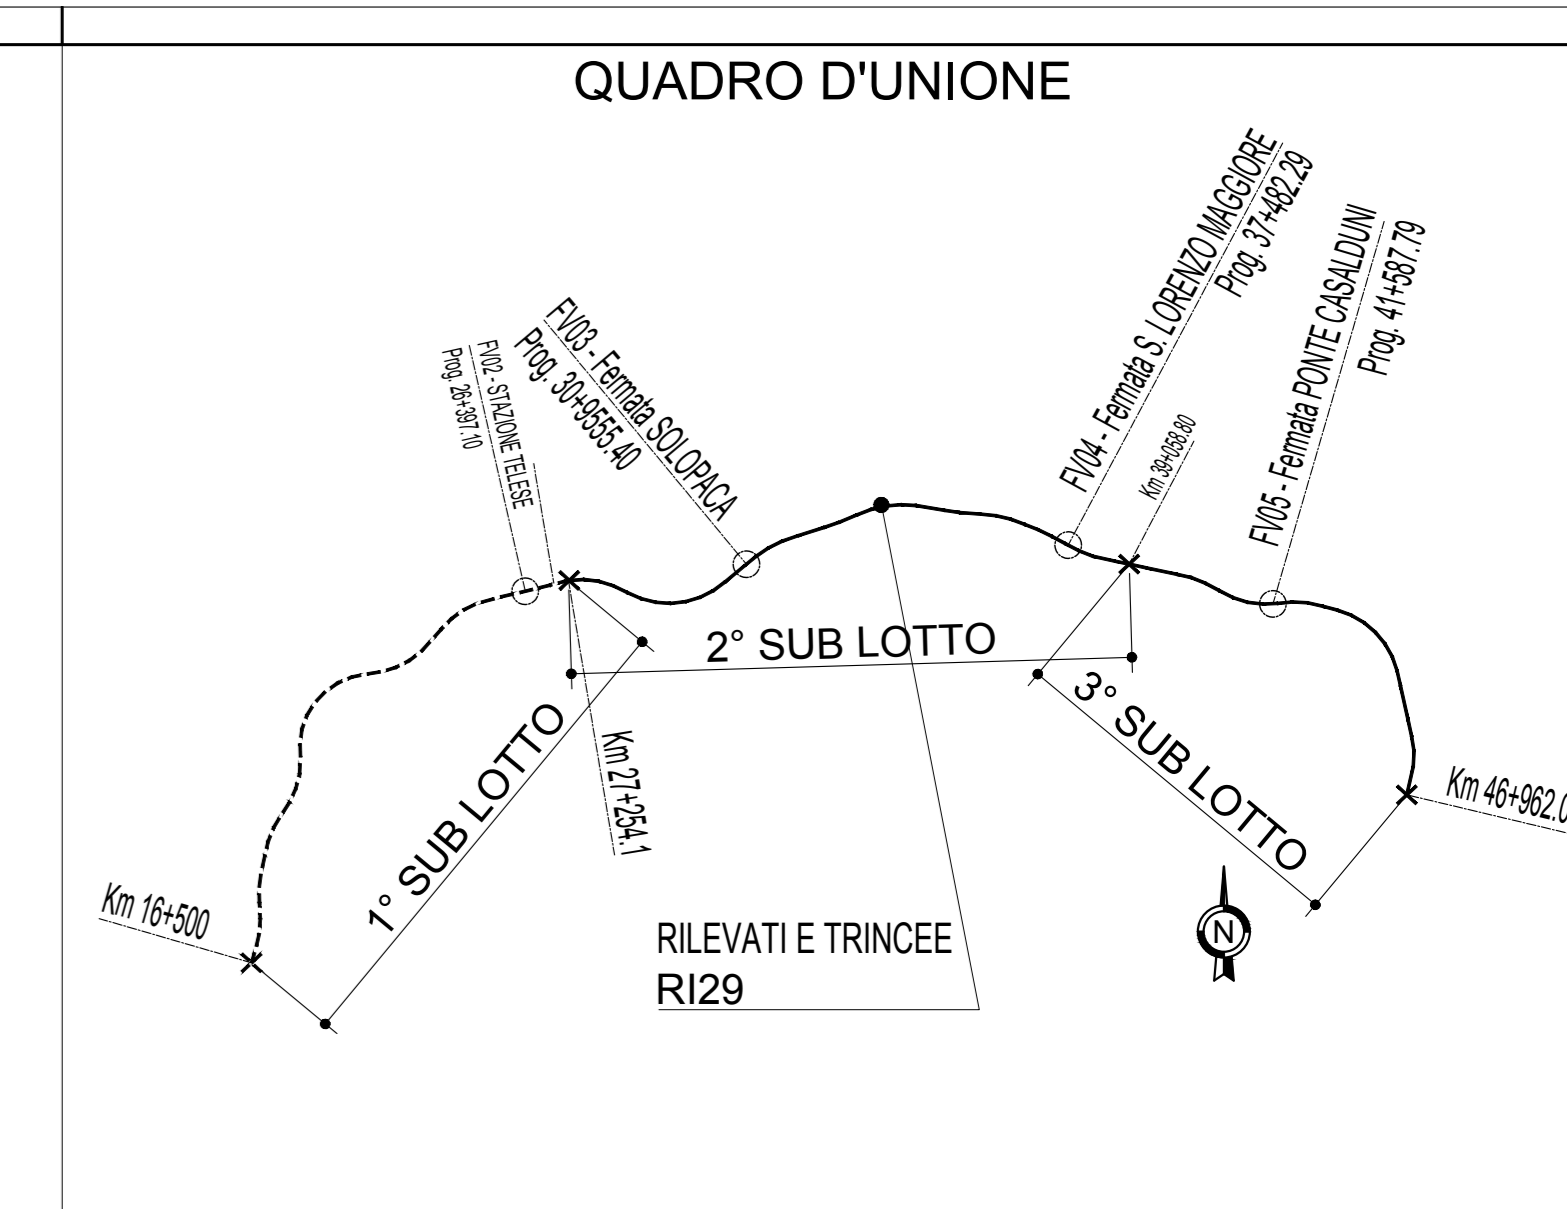 QUADRO D'UNIONE
FV02 - STAZIONE TELESE
Prog. 26+397.10
FV03 - Fermata SOLOPACA
Prog. 30+9555.40
FV04 - Fermata S. LORENZO MAGGIORE
Prog. 37+482.29
Km 39+058.80
FV05 - Fermata PONTE CASALDUNI
Prog. 41+587.79
2° SUB LOTTO
1° SUB LOTTO
3° SUB LOTTO
Km 27+254.1
Km 46+962.0
Km 16+500
RILEVATI E TRINCEE
RI29
N